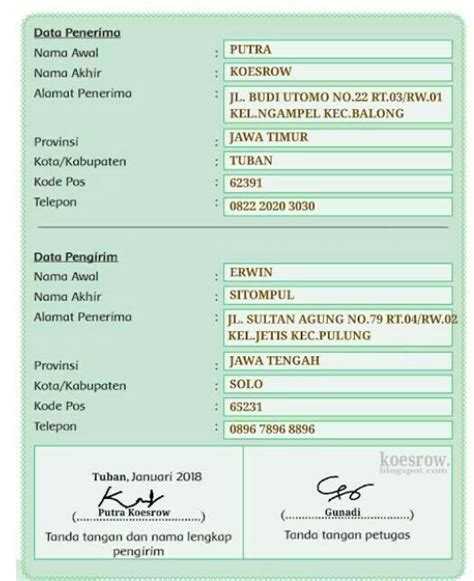 Data Penerima
Nama Awal : PUTRA
Nama Akhir : KOESROW
Alamat Penerima : JL. BUDI UTOMO NO.22 RT.03/RW.01
KEL.NGAMPEL KEC.BALONG
Provinsi : JAWA TIMUR
Kota/Kabupaten : TUBAN
Kode Pos : 62391
Telepon : 0822 2020 3030
Data Pengirim
Nama Awal : ERWIN
Nama Akhir : SITOMPUL
Alamat Penerima : JL. SULTAN AGUNG NO.79 RT.04/RW.02
KEL.JETIS KEC.PULUNG
Provinsi : JAWA TENGAH
Kota/Kabupaten : SOLO
Kode Pos : 65231
Telepon : 0896 7896 8896
koesrow.
blogspot.com
Tuban, Januari 2018
(Putra Koesrow)
Tanda tangan dan nama lengkap
pengirim
(Gunadi)
Tanda tangan petugas